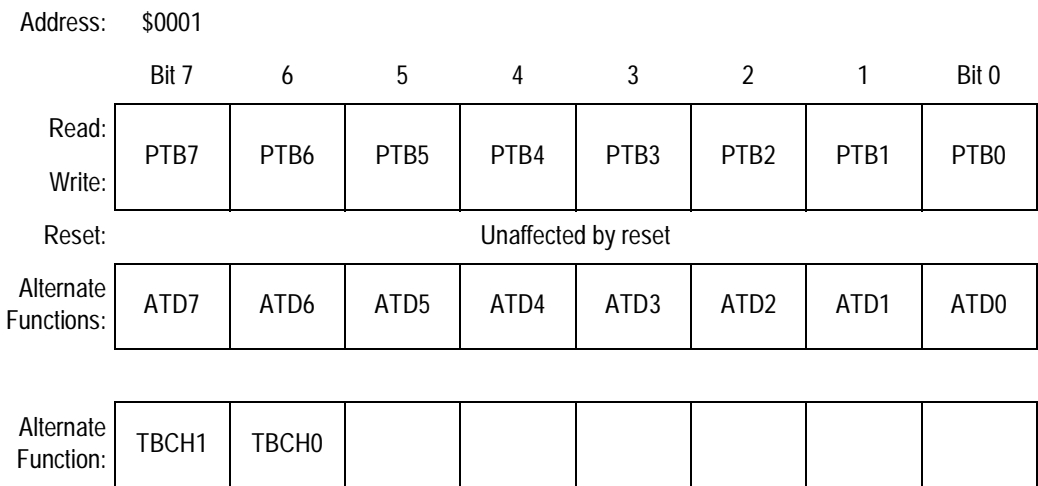 Address: $0001
Bit 7 6 5 4 3 2 1 Bit 0
Read:
PTB7 PTB6 PTB5 PTB4 PTB3 PTB2 PTB1 PTB0
Write:
Reset: Unaffected by reset
Alternate
Functions: ATD7 ATD6 ATD5 ATD4 ATD3 ATD2 ATD1 ATD0
Alternate
Function: TBCH1 TBCH0